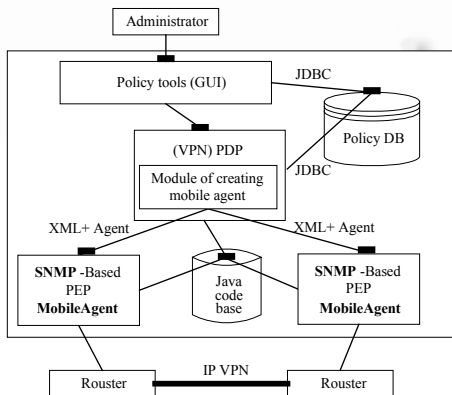 Administrator
Policy tools (GUI)
JDBC
Policy DB
(VPN) PDP
Module of creating
mobile agent
JDBC
XML+ Agent
XML+ Agent
SNMP -Based
PEP
MobileAgent
Java
code
base
SNMP -Based
PEP
MobileAgent
IP VPN
Rouster
Rouster